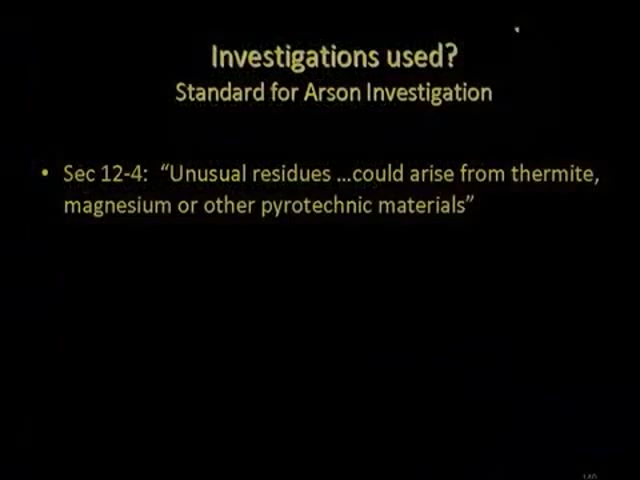 Investigations used?
Standard for Arson Investigation
• Sec 12-4: “Unusual residues ...could arise from thermite,
magnesium or other pyrotechnic materials”